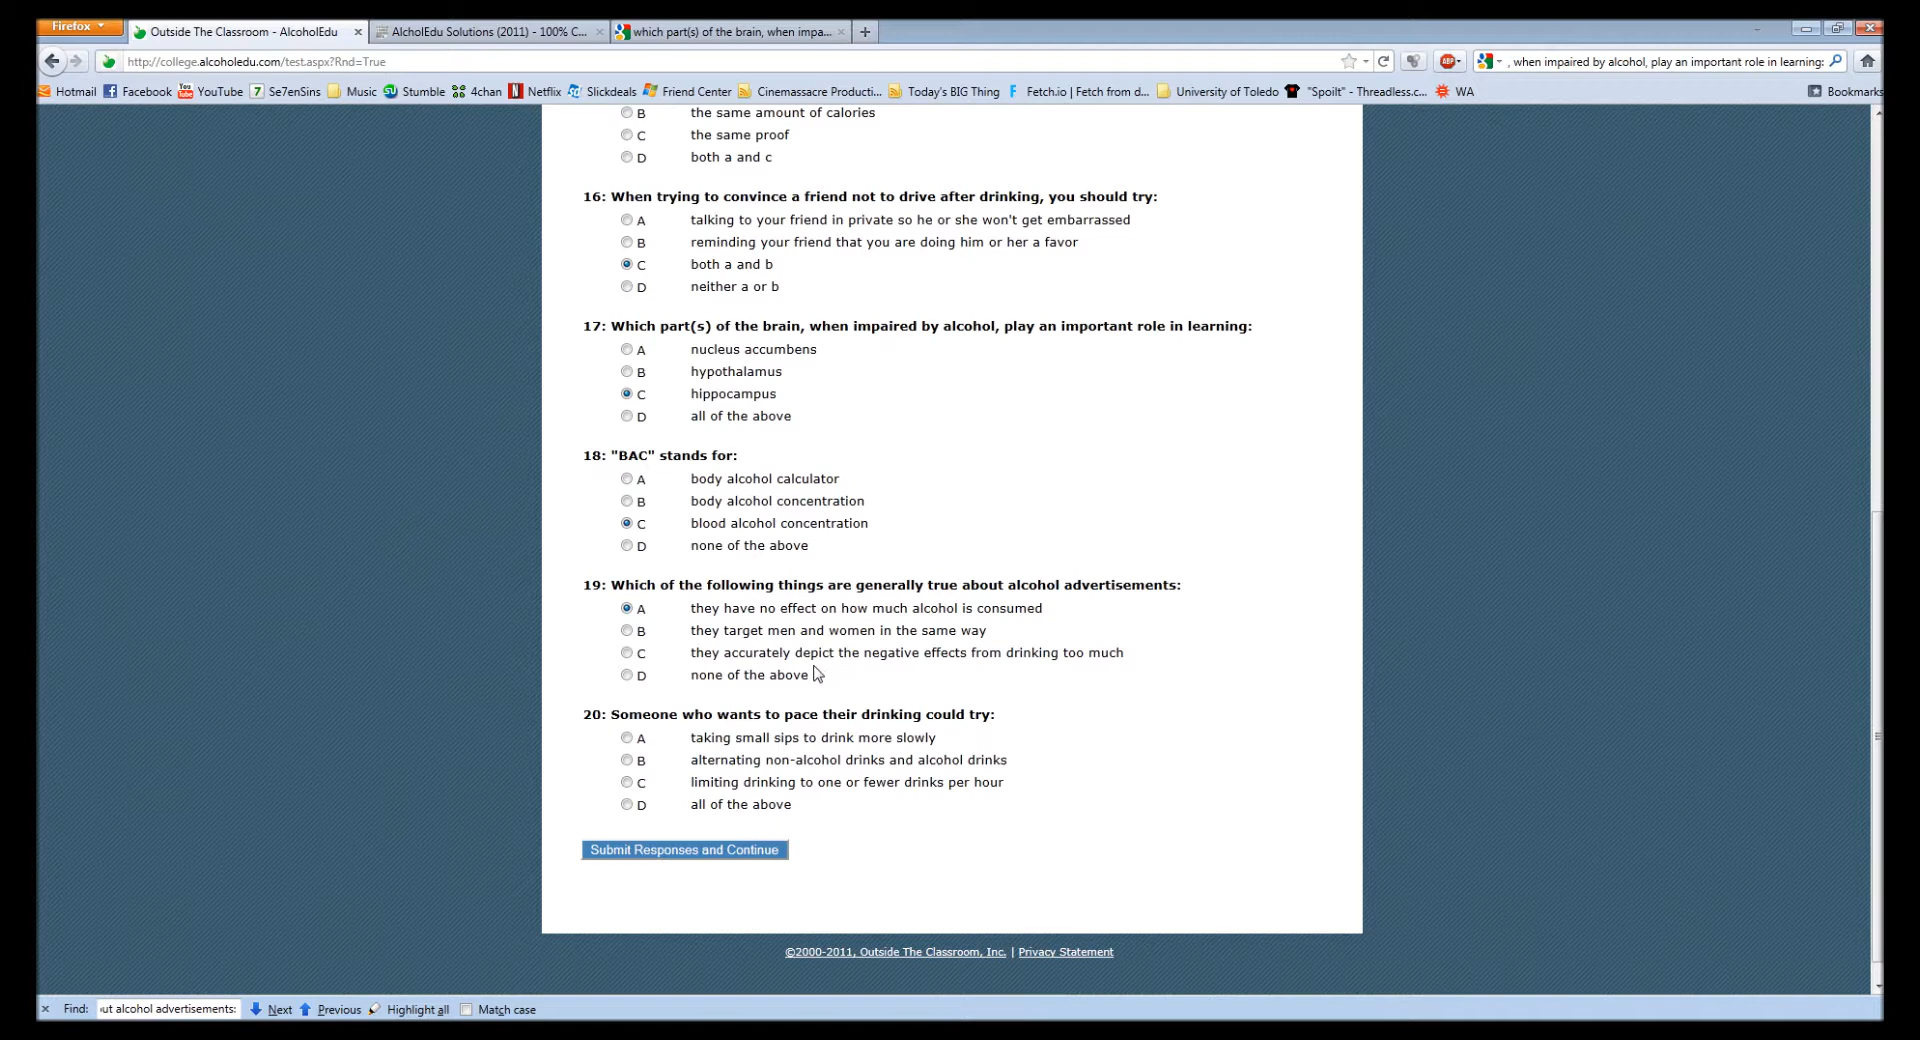 Firefox
Outside The Classroom - AlcoholEdu
AlcholEdu Solutions (2011) - 100% C...
which part(s) of the brain, when impa...
http://college.alcoholedu.com/test.aspx?Rnd=True
ABP
, when impaired by alcohol, play an important role in learning:
Hotmail Facebook YouTube Se7enSins Music Stumble 4chan Netflix Slickdeals Friend Center Cinemassacre Producti... Today's BIG Thing Fetch.io | Fetch from d... University of Toledo "Spoilt" - Threadless.c... WA Bookmarks
B the same amount of calories
C the same proof
D both a and c
16: When trying to convince a friend not to drive after drinking, you should try:
A talking to your friend in private so he or she won't get embarrassed
B reminding your friend that you are doing him or her a favor
C both a and b
D neither a or b
17: Which part(s) of the brain, when impaired by alcohol, play an important role in learning:
A nucleus accumbens
B hypothalamus
C hippocampus
D all of the above
18: "BAC" stands for:
A body alcohol calculator
B body alcohol concentration
C blood alcohol concentration
D none of the above
19: Which of the following things are generally true about alcohol advertisements:
A they have no effect on how much alcohol is consumed
B they target men and women in the same way
C they accurately depict the negative effects from drinking too much
D none of the above
20: Someone who wants to pace their drinking could try:
A taking small sips to drink more slowly
B alternating non-alcohol drinks and alcohol drinks
C limiting drinking to one or fewer drinks per hour
D all of the above
Submit Responses and Continue
©2000-2011, Outside The Classroom, Inc. | Privacy Statement
Find: ut alcohol advertisements: Next Previous Highlight all Match case